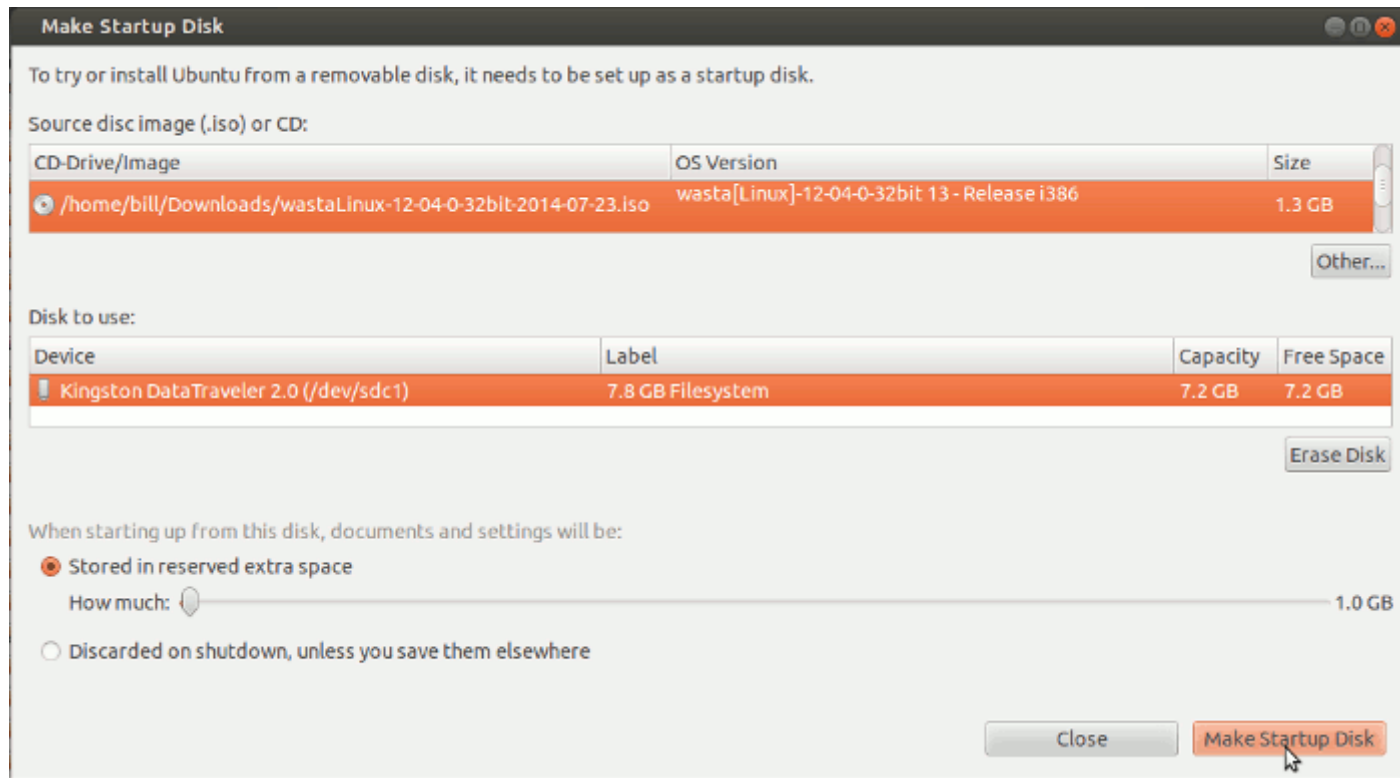 Make Startup Disk
To try or install Ubuntu from a removable disk, it needs to be set up as a startup disk.
Source disc image (.iso) or CD:
CD-Drive/Image OS Version Size
/home/bill/Downloads/wastaLinux-12-04-0-32bit-2014-07-23.iso wasta[Linux]-12-04-0-32bit 13 - Release i386 1.3 GB
Other...
Disk to use:
Device Label Capacity Free Space
Kingston DataTraveler 2.0 (/dev/sdc1) 7.8 GB Filesystem 7.2 GB 7.2 GB
Erase Disk
When starting up from this disk, documents and settings will be:
Stored in reserved extra space
How much: 1.0 GB
Discarded on shutdown, unless you save them elsewhere
Close Make Startup Disk